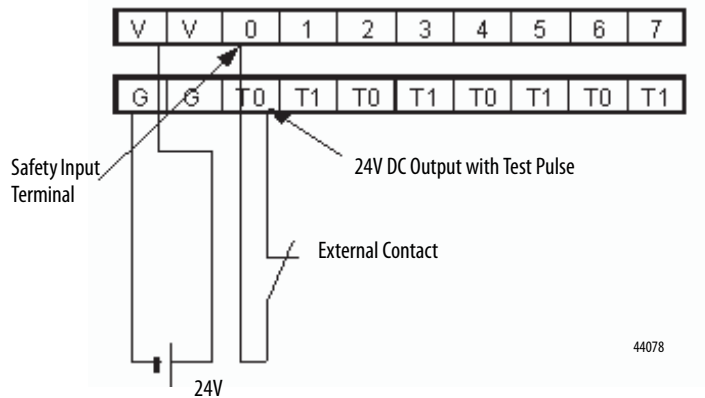 V V 0 1 2 3 4 5 6 7
G G T0 T1 T0 T1 T0 T1 T0 T1
Safety Input
Terminal
24V DC Output with Test Pulse
External Contact
44078
24V